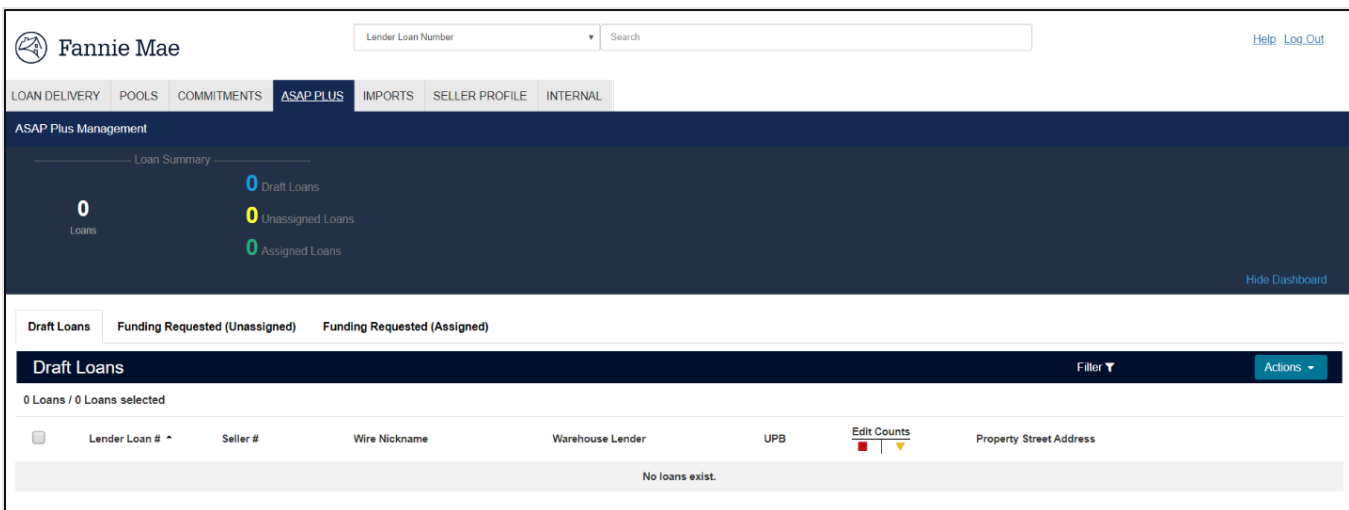 Fannie Mae
Lender Loan Number
Search
Help Log Out
LOAN DELIVERY POOLS COMMITMENTS ASAP PLUS IMPORTS SELLER PROFILE INTERNAL
ASAP Plus Management
-------------------------- Loan Summary --------------------------
0 Draft Loans
0
Loans
0 Unassigned Loans
0 Assigned Loans
Hide Dashboard
Draft Loans Funding Requested (Unassigned) Funding Requested (Assigned)
Draft Loans Filter Actions
0 Loans / 0 Loans selected
Lender Loan # Seller # Wire Nickname Warehouse Lender UPB Edit Counts Property Street Address
No loans exist.